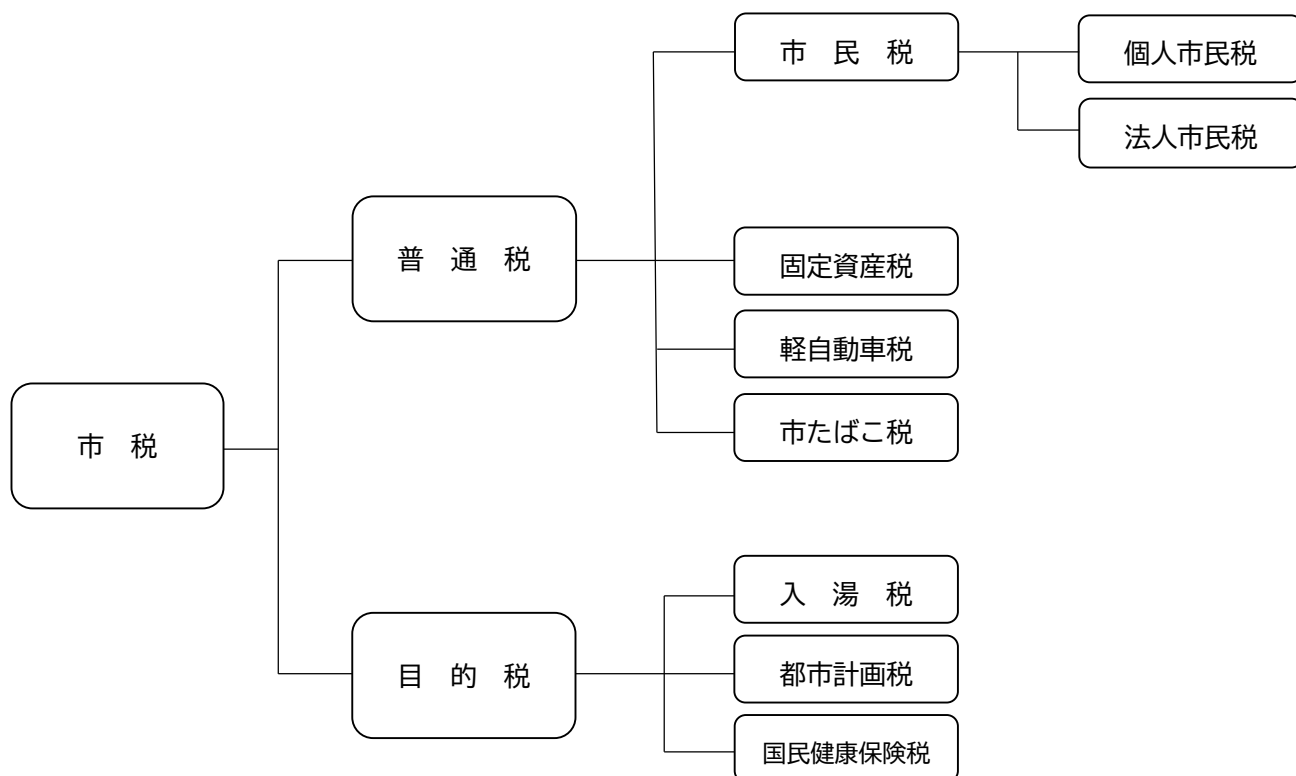 市　民　税
個人市民税
法人市民税
普　通　税
固定資産税
軽自動車税
市たばこ税
市　税
入　湯　税
目　的　税
都市計画税
国民健康保険税